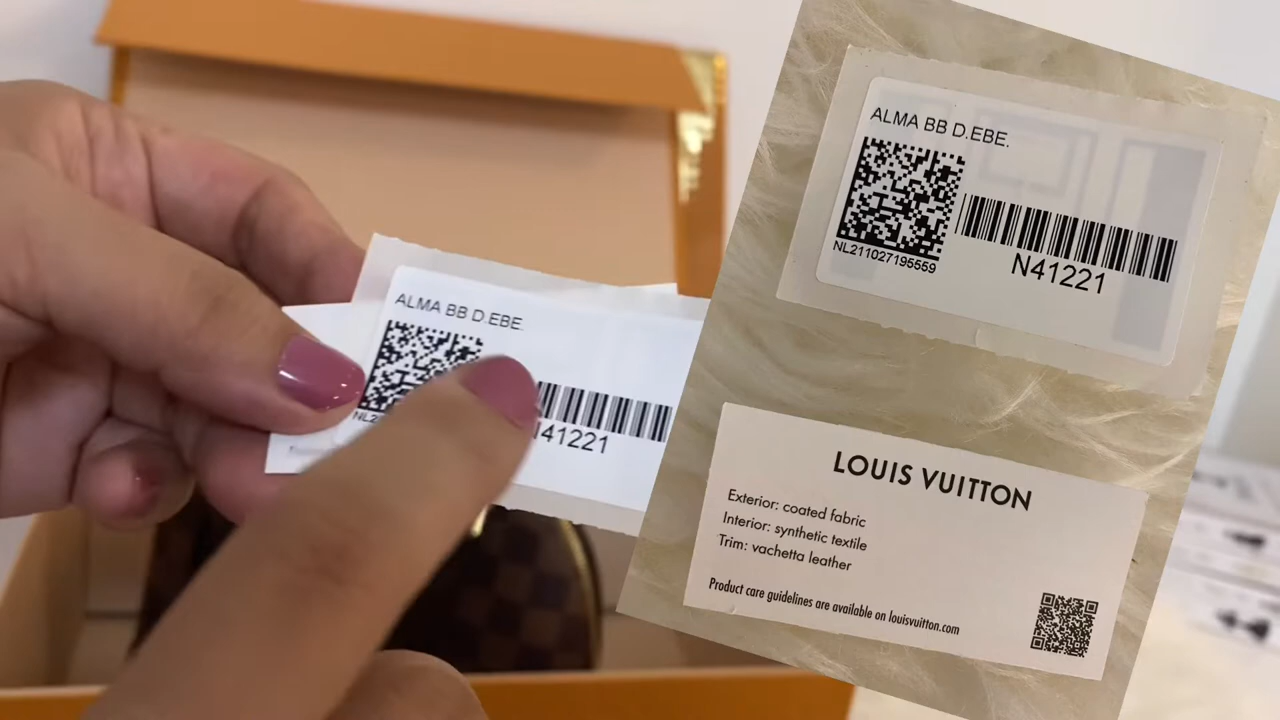 ALMA BB D.EBE.
NL2
41221
ALMA BB D.EBE.
NL211027195559
N41221
LOUIS VUITTON
Exterior: coated fabric
Interior: synthetic textile
Trim: vachetta leather
Product care guidelines are available on louisvuitton.com